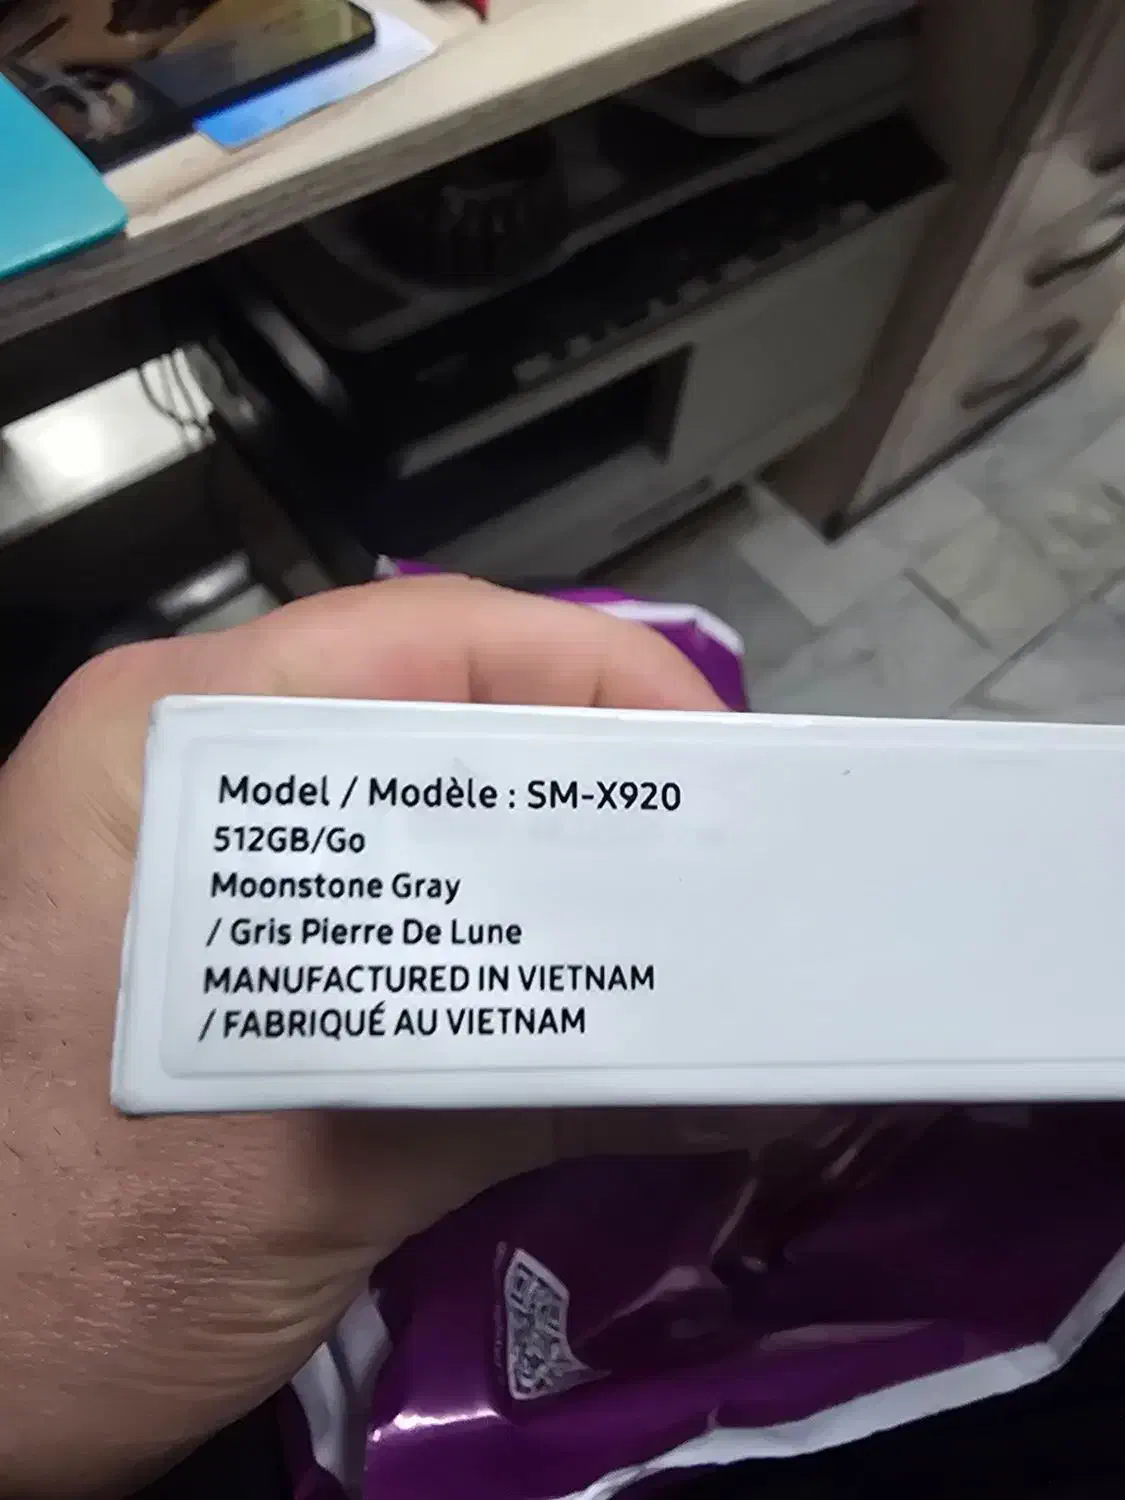 Model / Modèle : SM-X920
512GB/Go
Moonstone Gray
/ Gris Pierre De Lune
MANUFACTURED IN VIETNAM
/ FABRIQUÉ AU VIETNAM